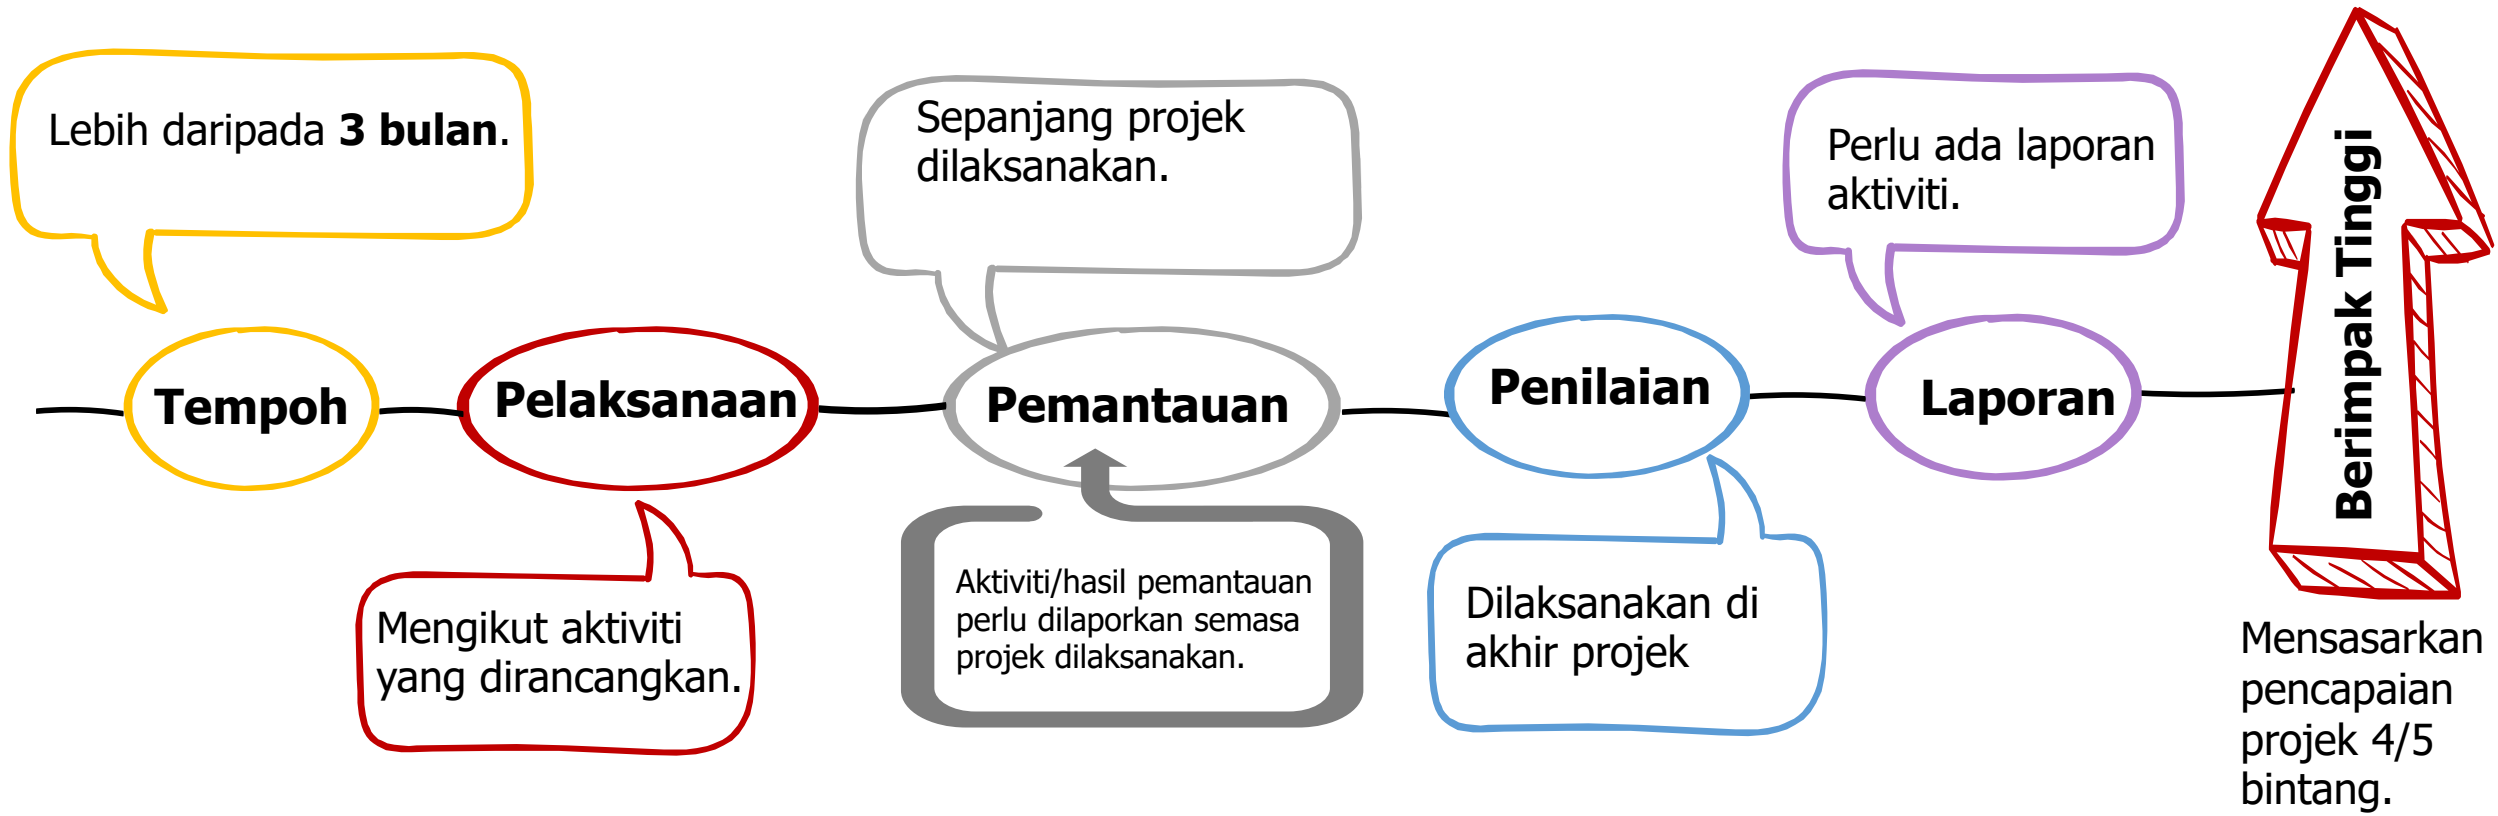 Lebih daripada 3 bulan.
Tempoh
Pelaksanaan
Mengikut aktiviti
yang dirancangkan.
Sepanjang projek
dilaksanakan.
Pemantauan
Aktiviti/hasil pemantauan
perlu dilaporkan semasa
projek dilaksanakan.
Penilaian
Dilaksanakan di
akhir projek
Perlu ada laporan
aktiviti.
Laporan
Berimpak Tinggi
Mensasarkan
pencapaian
projek 4/5
bintang.